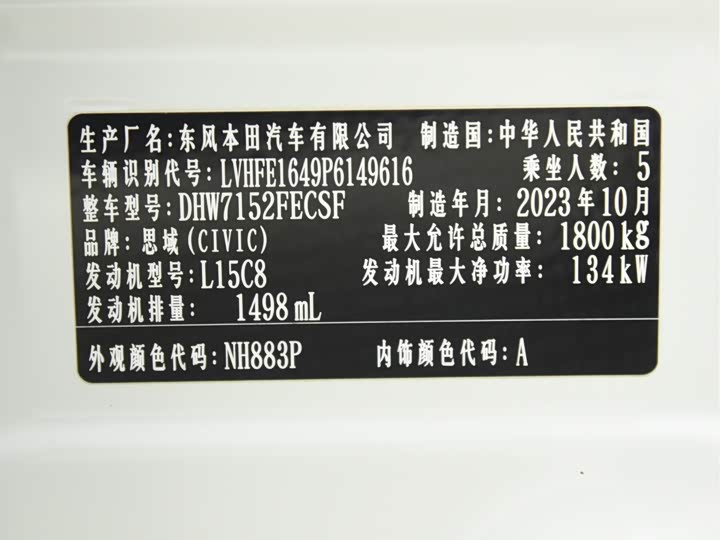 生产厂名:东风本田汽车有限公司 制造国:中华人民共和国
车辆识别代号:LVHFE1649P6149616 乘坐人数:5
整车型号:DHW7152FECSF 制造年月:2023年10月
品牌:思域(CIVIC) 最大允许总质量:1800kg
发动机型号:L15C8 发动机最大净功率:134kW
发动机排量:1498mL
外观颜色代码:NH883P 内饰颜色代码:A